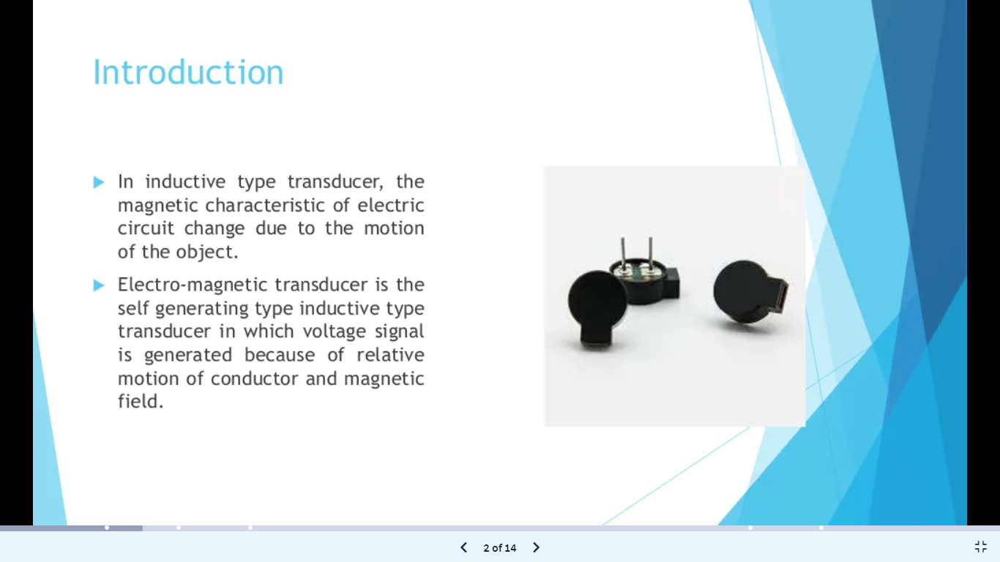 Introduction
In inductive type transducer, the
magnetic characteristic of electric
circuit change due to the motion
of the object.
Electro-magnetic transducer is the
self generating type inductive type
transducer in which voltage signal
is generated because of relative
motion of conductor and magnetic
field.
2 of 14